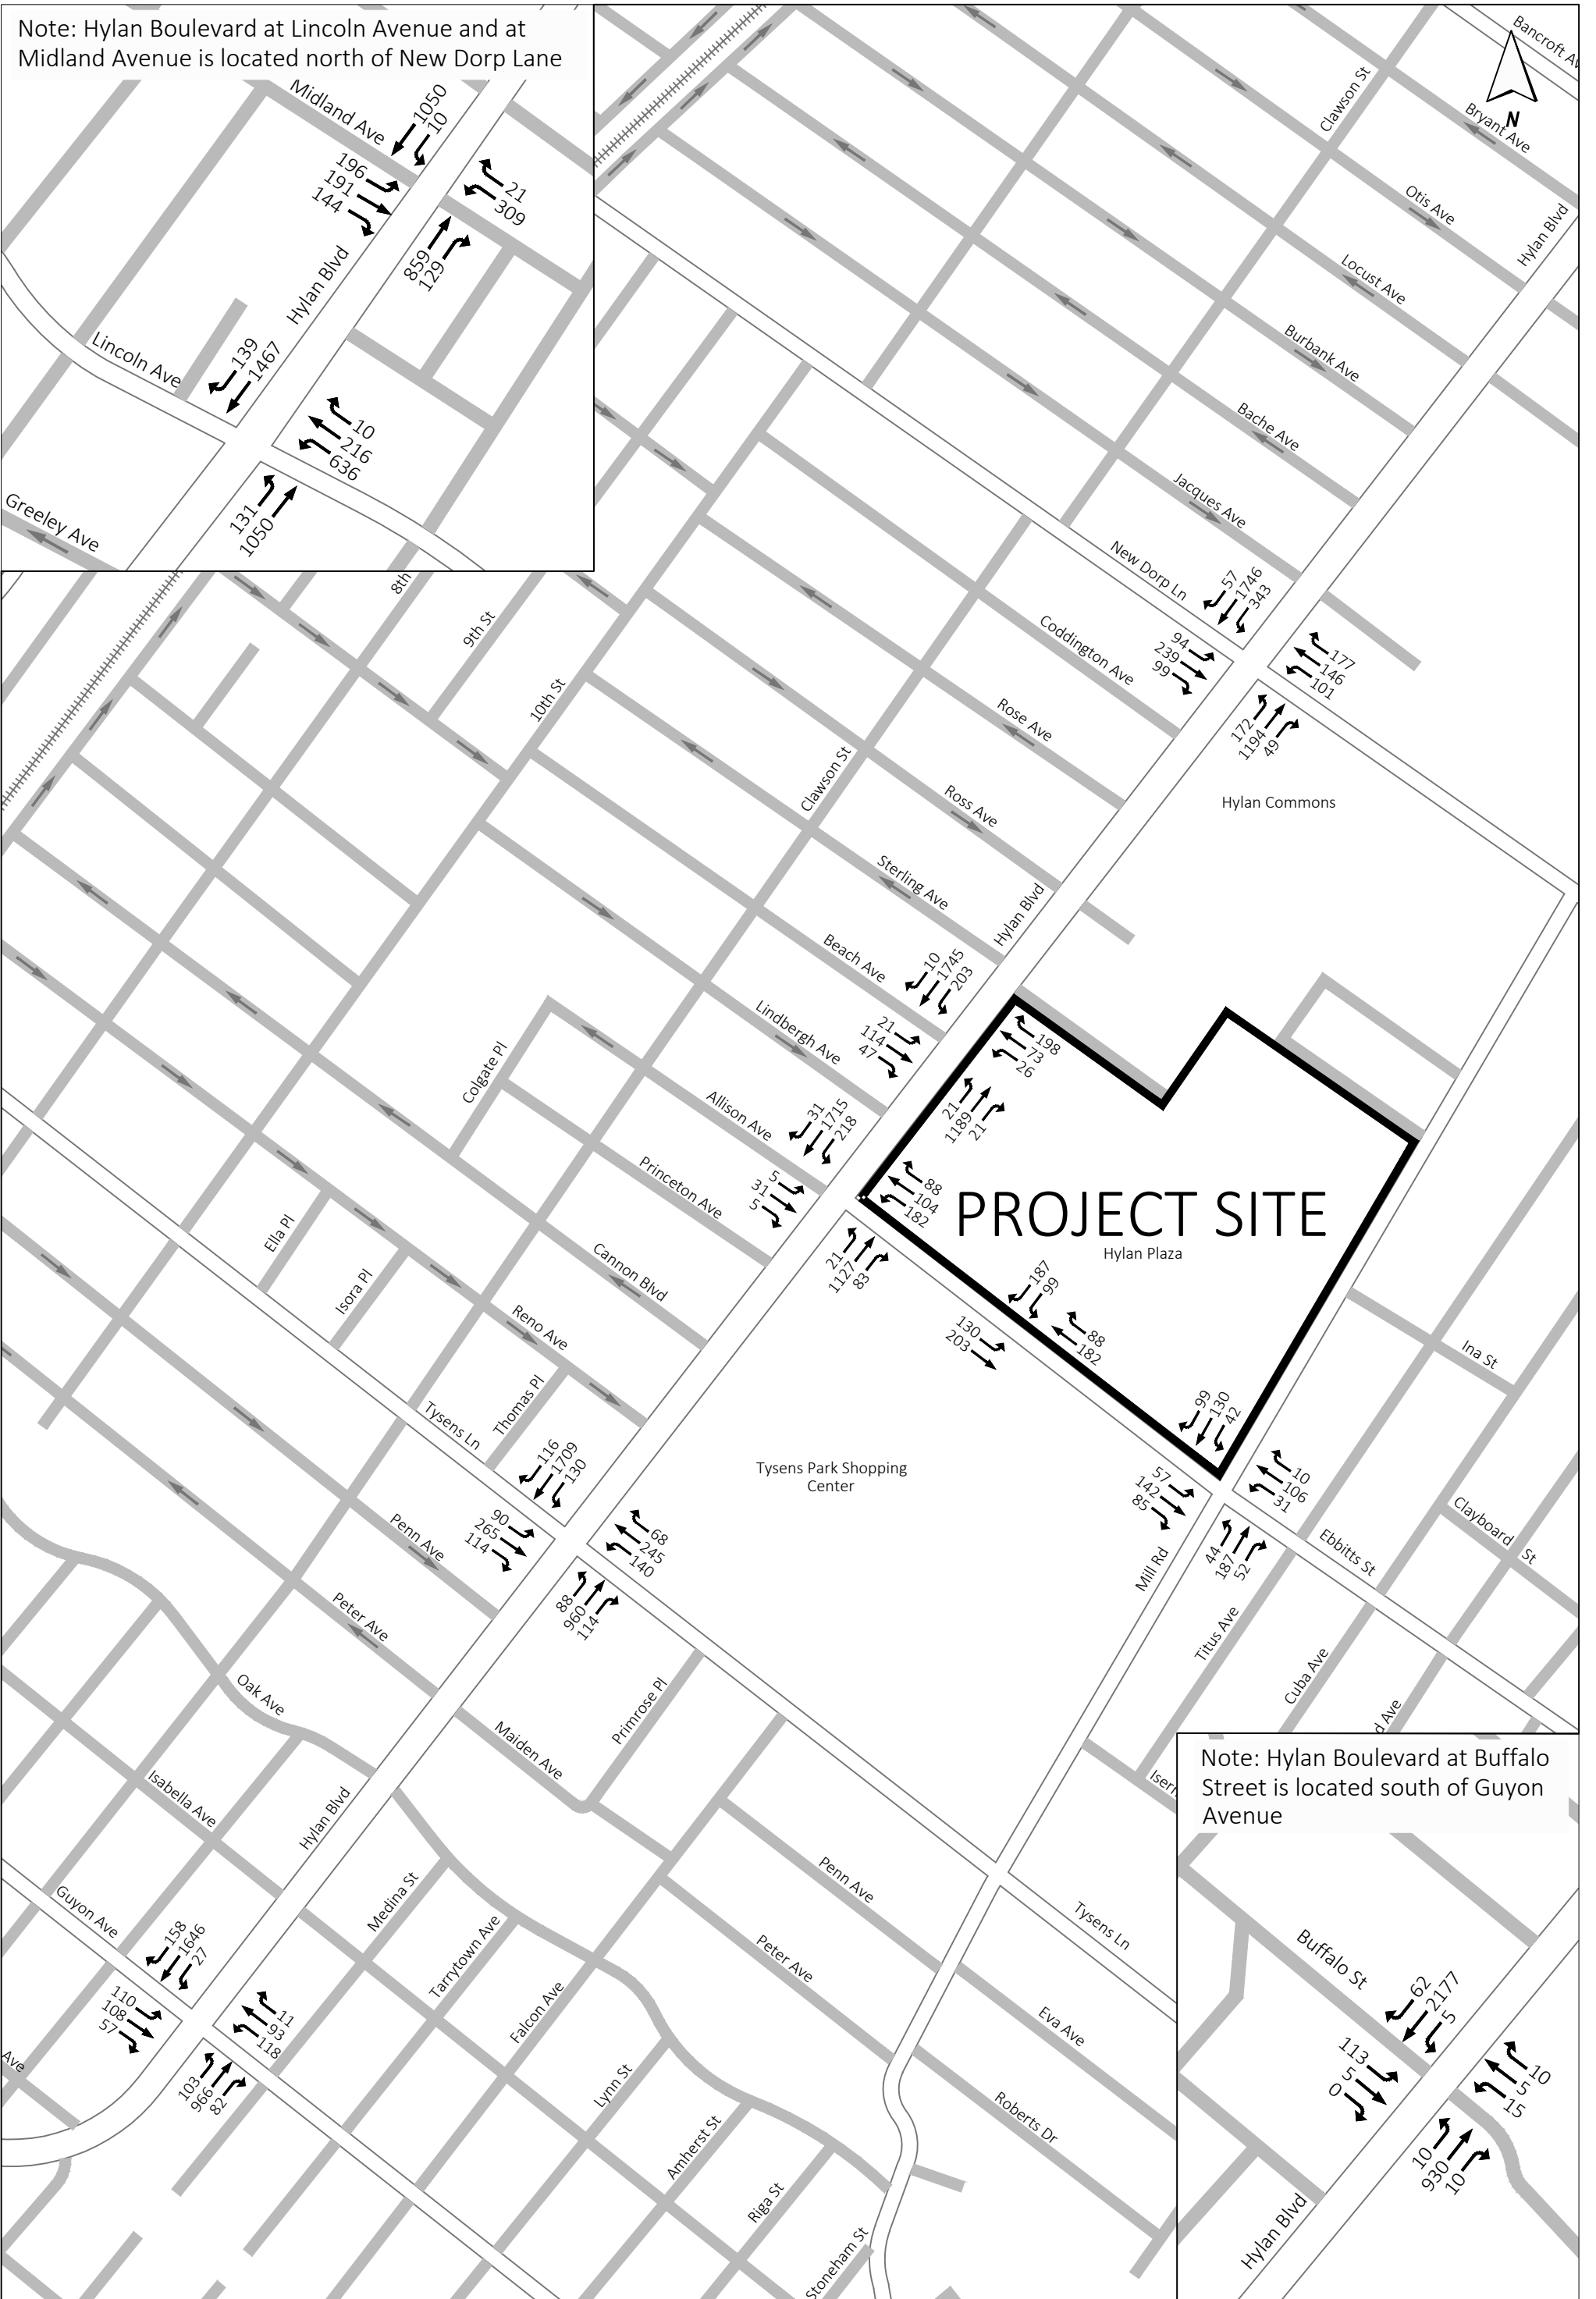 Note: Hylan Boulevard at Lincoln Avenue and at
Midland Avenue is located north of New Dorp Lane
Midland Ave
1050
10
196
191
144
21
309
859
129
Hylan Blvd
Lincoln Ave
139
1467
10
216
636
131
1050
Greeley Ave
N
Clawson St
Bryant Ave
Otis Ave
Hylan Blvd
Locust Ave
Burbank Ave
Bache Ave
Jacques Ave
New Dorp Ln
57
1746
343
94
239
99
177
146
101
172
1194
49
Coddington Ave
8th
9th St
10th St
Rose Ave
Clawson St
Ross Ave
Hylan Commons
Sterling Ave
Hylan Blvd
Beach Ave
10
1745
203
21
114
47
198
73
26
21
1189
21
Lindbergh Ave
Colgate Pl
Allison Ave
31
1715
218
5
31
5
88
104
182
21
1127
83
PROJECT SITE
Hylan Plaza
Princeton Ave
Ella Pl
Isora Pl
Cannon Blvd
187
99
88
182
130
203
Reno Ave
Thomas Pl
Ina St
99
130
42
57
142
85
10
106
31
44
187
52
Tysens Ln
116
1709
130
90
265
114
68
245
140
88
960
114
Tysens Park Shopping
Center
Penn Ave
Mill Rd
Clayboard St
Ebbitts St
Peter Ave
Titus Ave
Cuba Ave
d Ave
Oak Ave
Primrose Pl
Maiden Ave
Isabella Ave
Hylan Blvd
Isern
Note: Hylan Boulevard at Buffalo
Street is located south of Guyon
Avenue
Guyon Ave
Medina St
Penn Ave
158
1646
27
110
108
57
11
93
118
103
966
82
Tarrytown Ave
Peter Ave
Tysens Ln
Falcon Ave
Eva Ave
Buffalo St
62
2177
5
113
5
0
10
5
15
10
930
10
Ave
Lynn St
Roberts Dr
Amherst St
Riga St
Stoneham St
Hylan Blvd